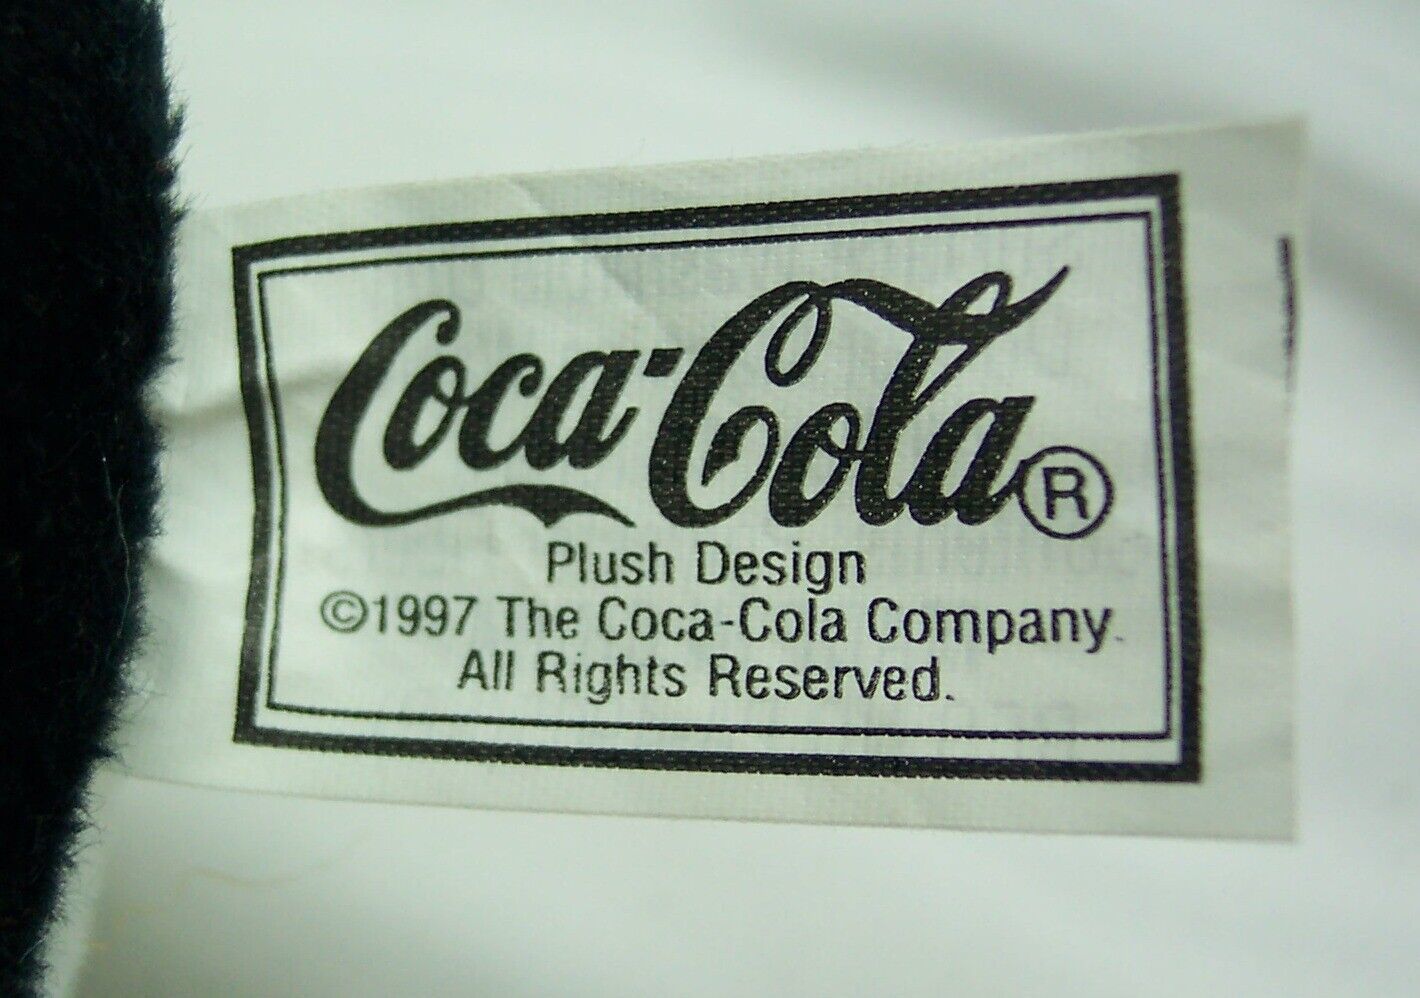 Coca-Cola®
Plush Design
©1997 The Coca-Cola Company.
All Rights Reserved.